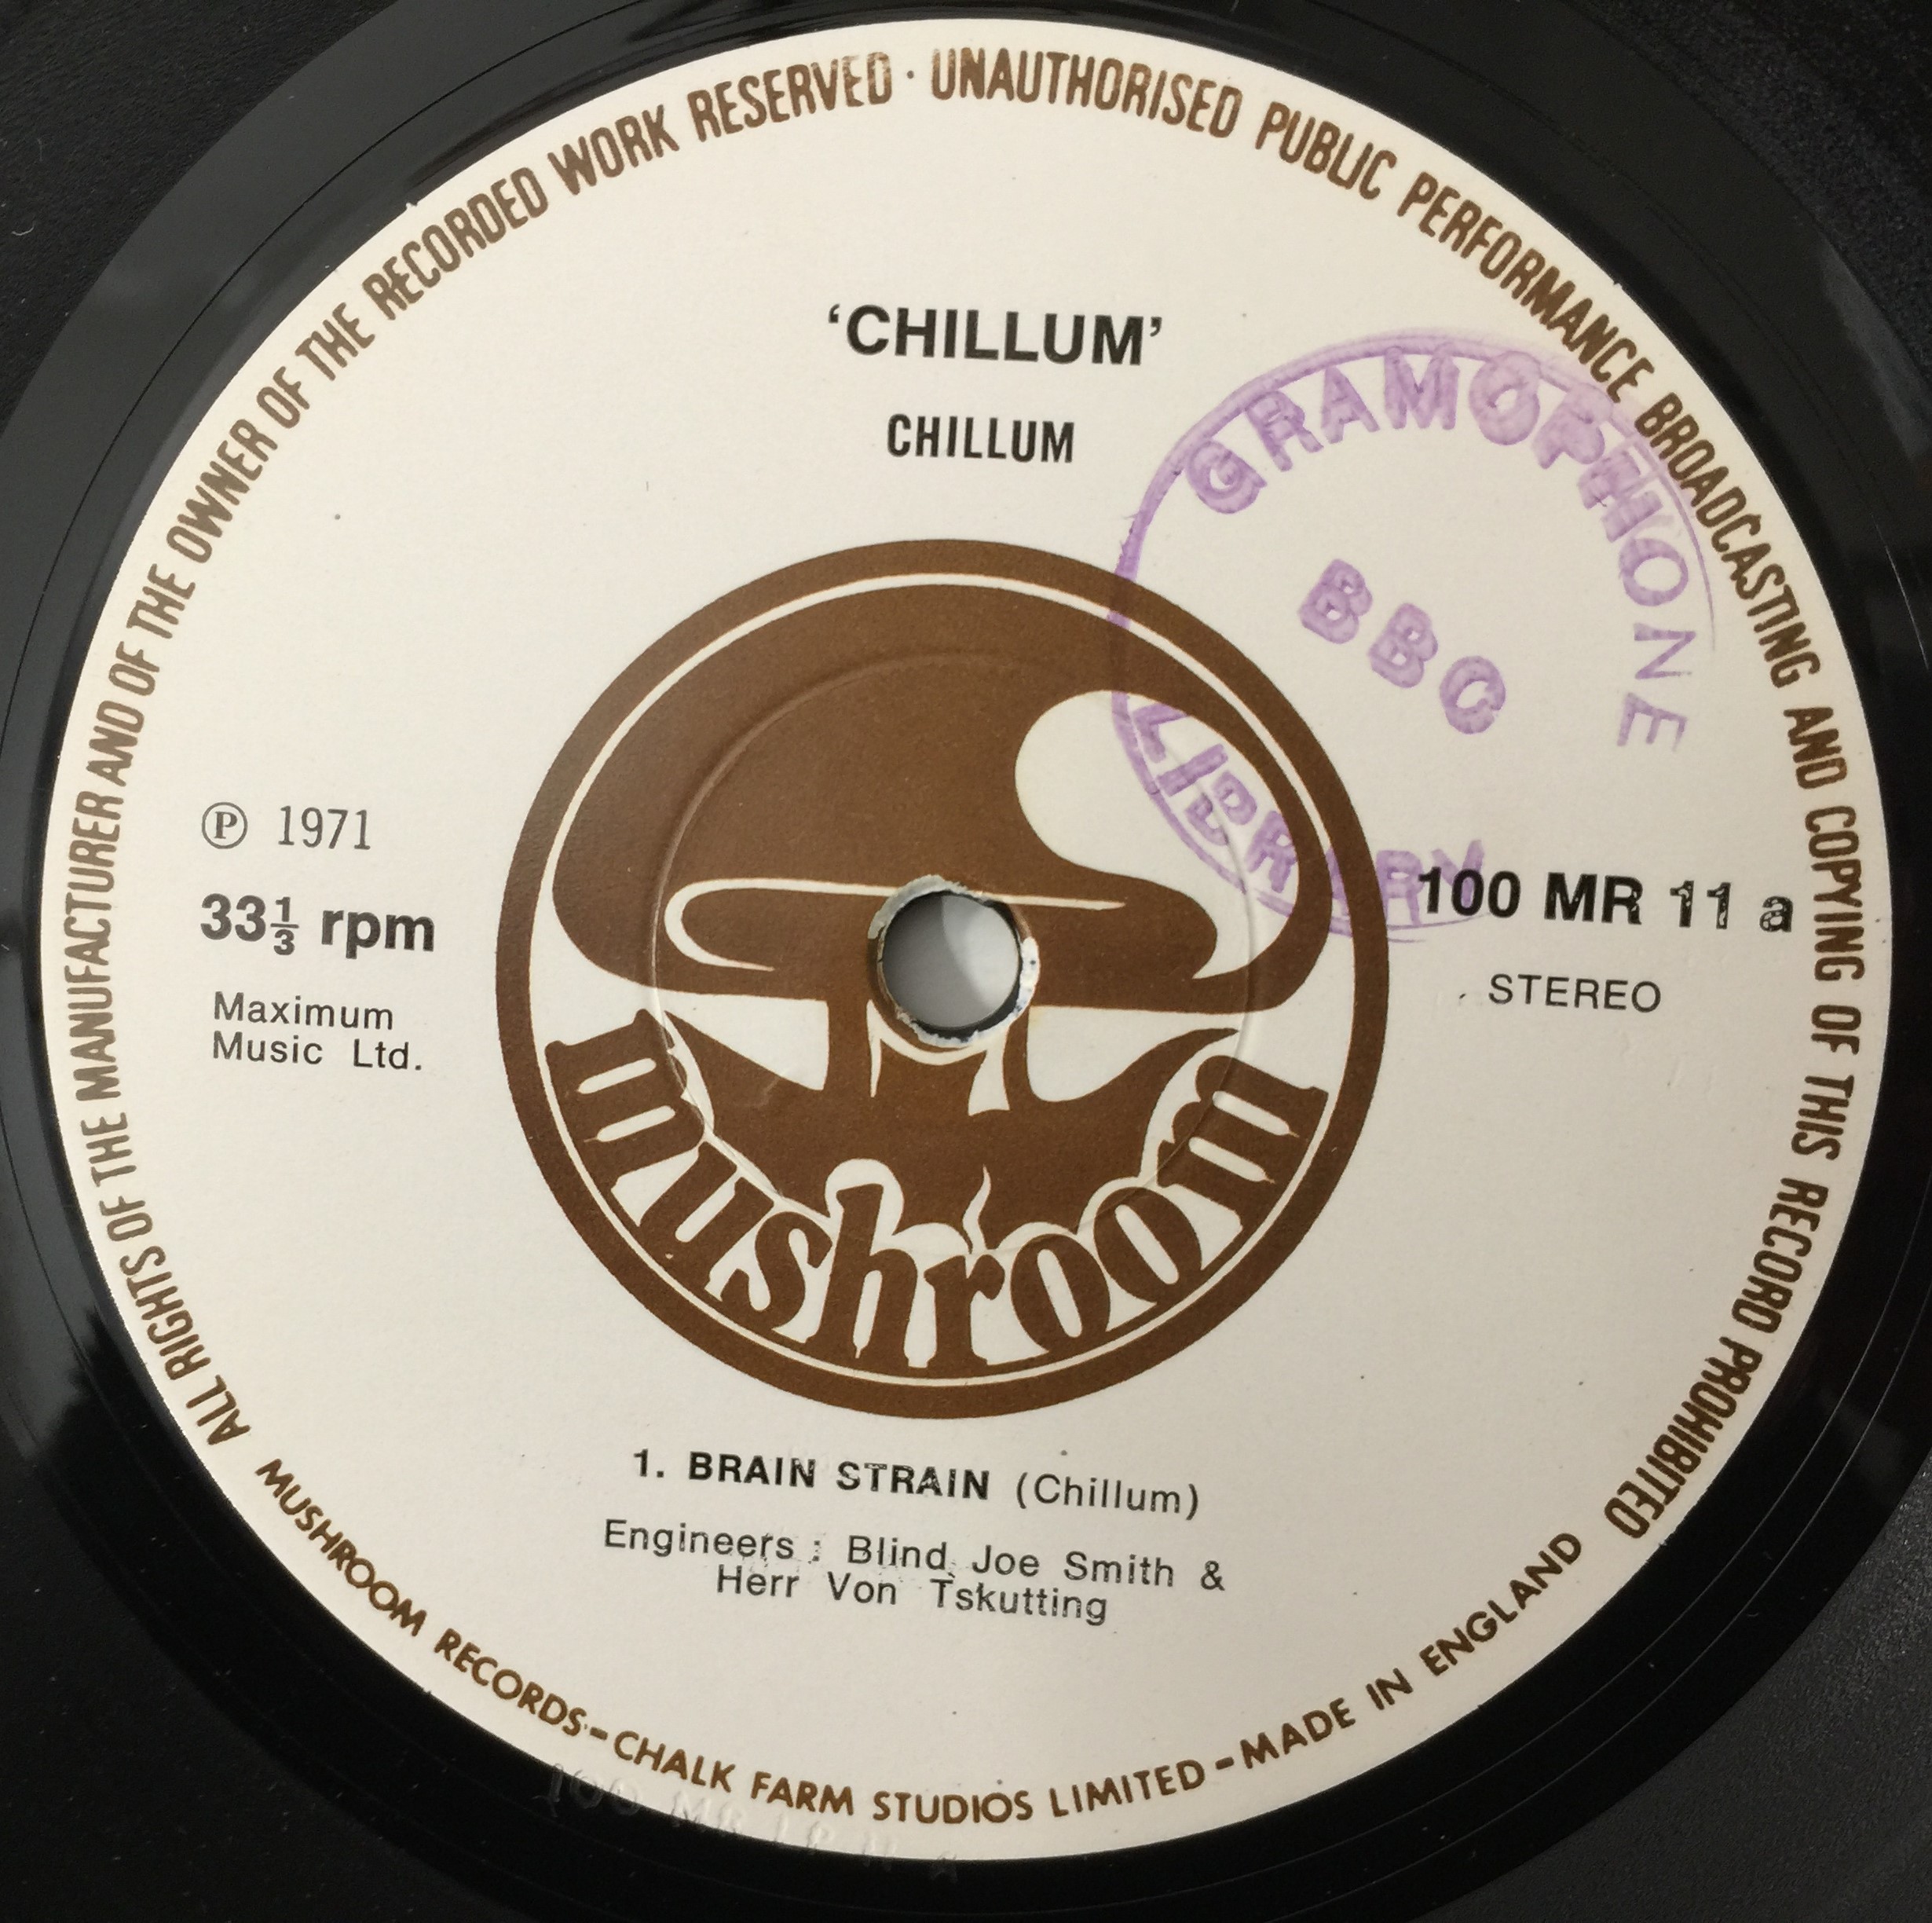 ALL RIGHTS OF THE MANUFACTURER AND OF THE OWNER OF THE RECORDED WORK RESERVED · UNAUTHORISED PUBLIC PERFORMANCE BROADCASTING AND COPYING OF THIS RECORD PROHIBITED
‘CHILLUM’
CHILLUM
GRAMOPHONE
BBC
LIBRARY
℗ 1971
33⅓ rpm
Maximum
Music Ltd.
100 MR 11 a
STEREO
mushroom
1. BRAIN STRAIN (Chillum)
Engineers : Blind Joe Smith &
Herr Von Tskutting
MUSHROOM RECORDS-CHALK FARM STUDIOS LIMITED-MADE IN ENGLAND
100 MR